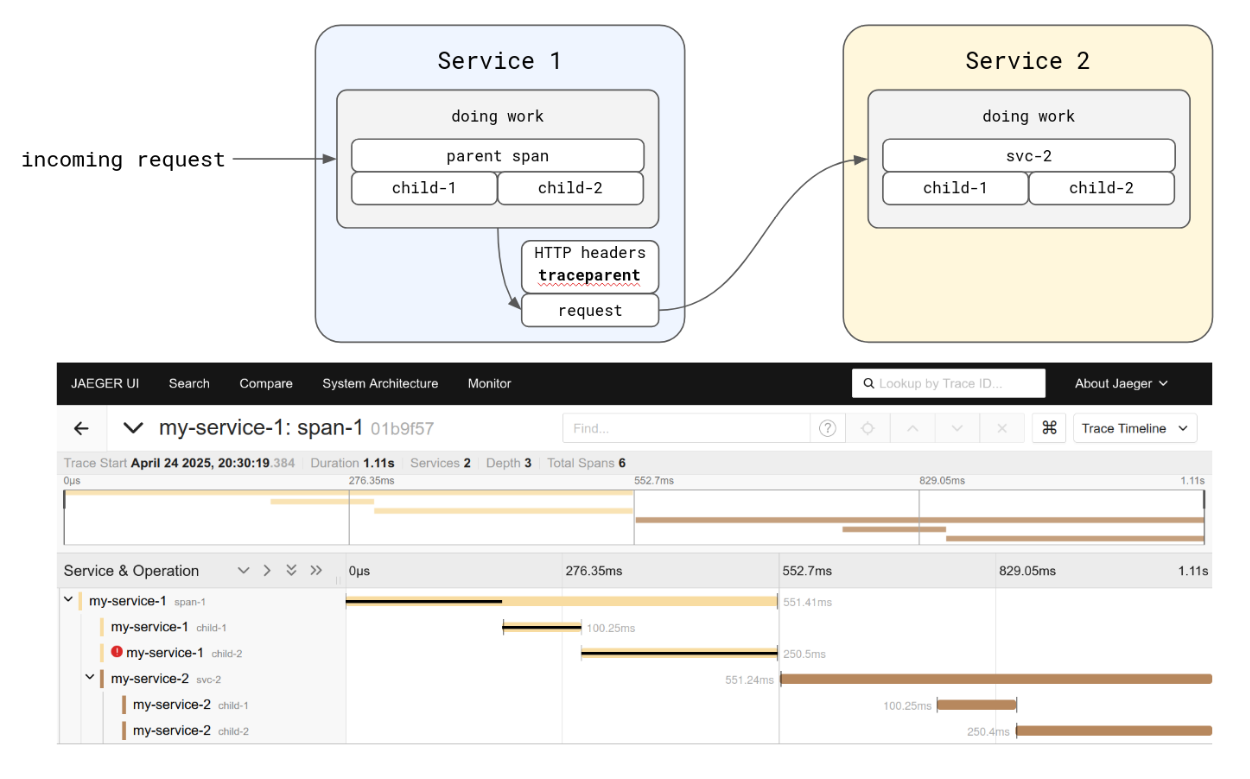 Service 1
Service 2
doing work
doing work
incoming request
parent span
svc-2
child-1 child-2
child-1 child-2
HTTP headers
traceparent
request
JAEGER UI Search Compare System Architecture Monitor Lookup by Trace ID... About Jaeger
my-service-1: span-1 01b9f57 Find... Trace Timeline
Trace Start April 24 2025, 20:30:19.384 Duration 1.11s Services 2 Depth 3 Total Spans 6
0μs 276.35ms 552.7ms 829.05ms 1.11s
Service & Operation 0μs 276.35ms 552.7ms 829.05ms 1.11s
my-service-1 span-1 551.41ms
my-service-1 child-1 100.25ms
my-service-1 child-2 250.5ms
my-service-2 svc-2 551.24ms
my-service-2 child-1 100.25ms
my-service-2 child-2 250.4ms